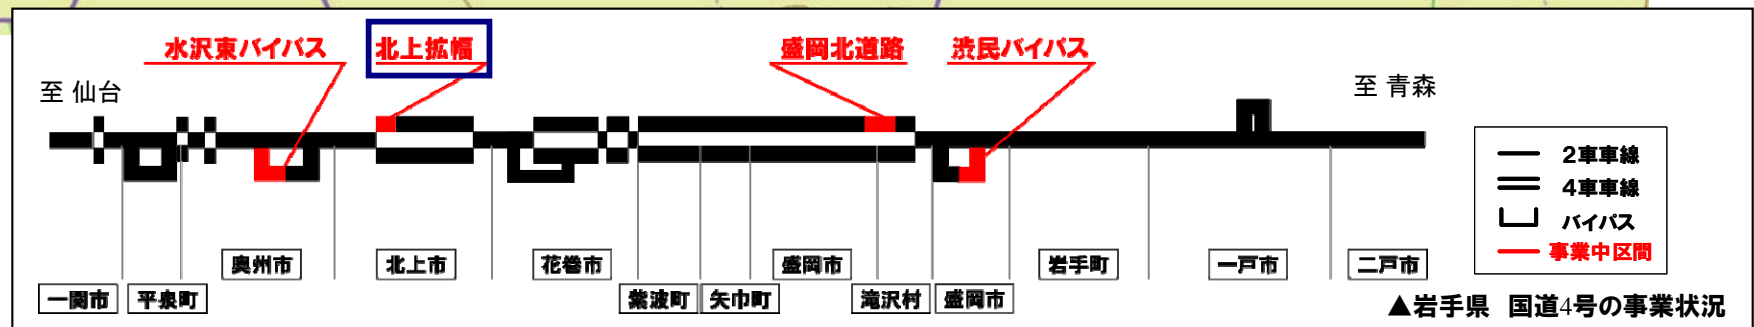 水沢東バイパス
北上拡幅
盛岡北道路
渋民バイパス
至 仙台
至 青森
2車車線
4車車線
バイパス
事業中区間
奥州市
北上市
花巻市
盛岡市
岩手町
一戸市
二戸市
一関市
平泉町
紫波町
矢巾町
滝沢村
盛岡市
▲岩手県 国道4号の事業状況